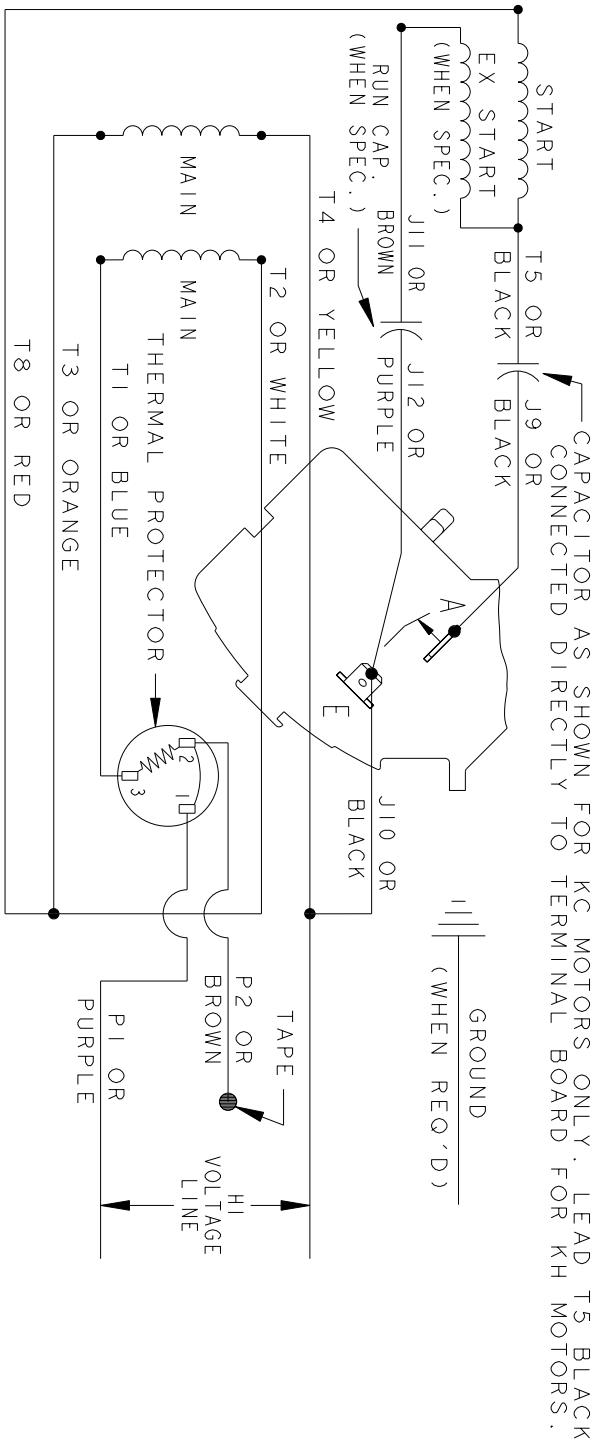 CAPACITOR AS SHOWN FOR KC MOTORS ONLY. LEAD T5 BLACK
CONNECTED DIRECTLY TO TERMINAL BOARD FOR KH MOTORS.
START
EX START
(WHEN SPEC.)
T5 OR
BLACK
J9 OR
BLACK
RUN CAP.
(WHEN SPEC.)
J11 OR
BROWN
J12 OR
PURPLE
A
E
J10 OR
BLACK
GROUND
(WHEN REQ'D)
MAIN
MAIN
T4 OR YELLOW
T2 OR WHITE
THERMAL PROTECTOR
T1 OR BLUE
T3 OR ORANGE
T8 OR RED
2
1
3
TAPE
P2 OR
BROWN
P1 OR
PURPLE
HI
VOLTAGE
LINE